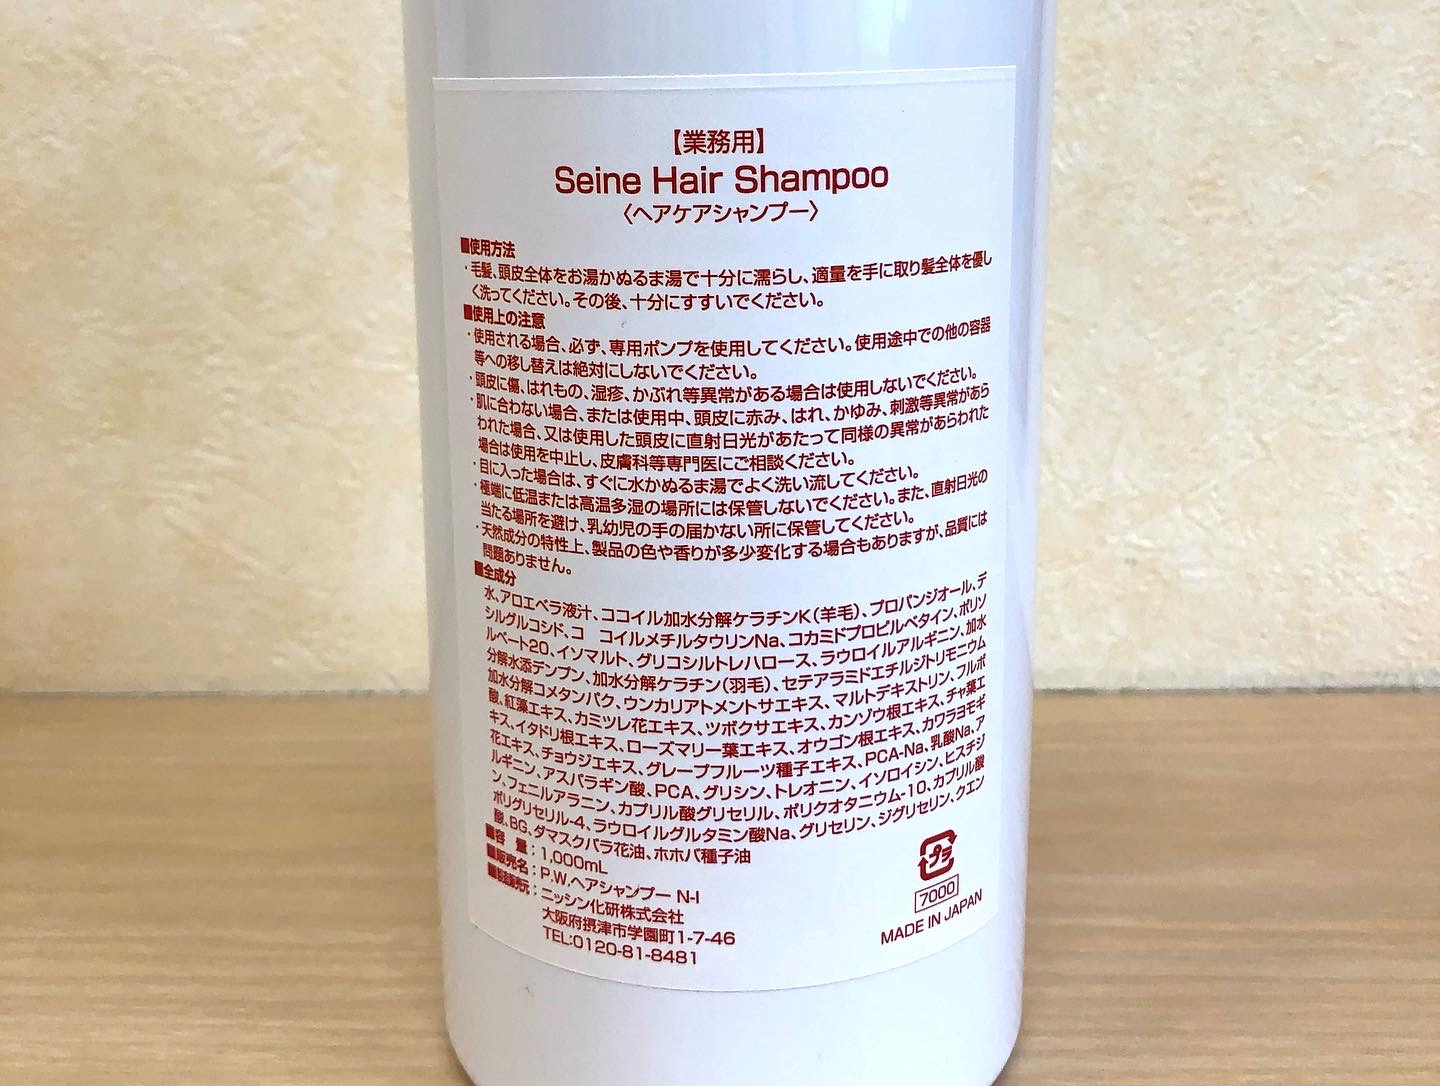 【業務用】
Seine Hair Shampoo
〈ヘアケアシャンプー〉
■使用方法
・毛髪、頭皮全体をお湯かぬるま湯で十分に濡らし、適量を手に取り髪全体を優し
く洗ってください。その後、十分にすすいでください。
■使用上の注意
・使用される場合、必ず、専用ポンプを使用してください。使用途中での他の容器
等への移し替えは絶対にしないでください。
・頭皮に傷、はれもの、湿疹、かぶれ等異常がある場合は使用しないでください。
・肌に合わない場合、または使用中、頭皮に赤み、はれ、かゆみ、刺激等異常があら
われた場合、又は使用した頭皮に直射日光があたって同様の異常があらわれた
場合は使用を中止し、皮膚科等専門医にご相談ください。
・目に入った場合は、すぐに水かぬるま湯でよく洗い流してください。
・極端に低温または高温多湿の場所には保管しないでください。また、直射日光の
当たる場所を避け、乳幼児の手の届かない所に保管してください。
・天然成分の特性上、製品の色や香りが多少変化する場合もありますが、品質には
問題ありません。
■全成分
水、アロエベラ液汁、ココイル加水分解ケラチンK(羊毛)、プロパンジオール、デ
シルグルコシド、コ　コイルメチルタウリンNa、コカミドプロピルベタイン、ポリソ
ルベート20、イソマルト、グリコシルトレハロース、ラウロイルアルギニン、加水
分解水添デンプン、加水分解ケラチン(羽毛)、セテアラミドエチルジトリモニウム
加水分解コメタンパク、ウンカリアトメントサエキス、マルトデキストリン、フルボ
酸、紅藻エキス、カミツレ花エキス、ツボクサエキス、カンゾウ根エキス、チャ葉エ
キス、イタドリ根エキス、ローズマリー葉エキス、オウゴン根エキス、カワラヨモギ
花エキス、チョウジエキス、グレープフルーツ種子エキス、PCA-Na、乳酸Na、ア
ルギニン、アスパラギン酸、PCA、グリシン、トレオニン、イソロイシン、ヒスチジ
ン、フェニルアラニン、カプリル酸グリセリル、ポリクオタニウム-10、カプリル酸
ポリグリセリル-4、ラウロイルグルタミン酸Na、グリセリン、ジグリセリン、クエン
酸、BG、ダマスクバラ花油、ホホバ種子油
■容 量：1,000mL
■販売名：P.W.ヘアシャンプー N-I
■製造販売元：ニッシン化研株式会社
大阪府摂津市学園町1-7-46
TEL:0120-81-8481
プラ
7000
MADE IN JAPAN